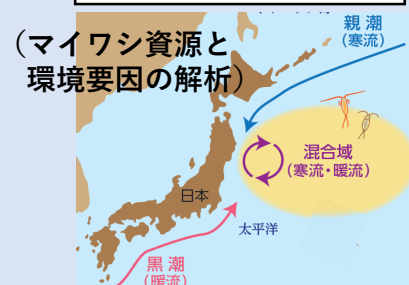 親 潮
(寒流)
(マイワシ資源と
環境要因の解析)
混合域
(寒流・暖流)
日本
太平洋
黒 潮
(暖流)